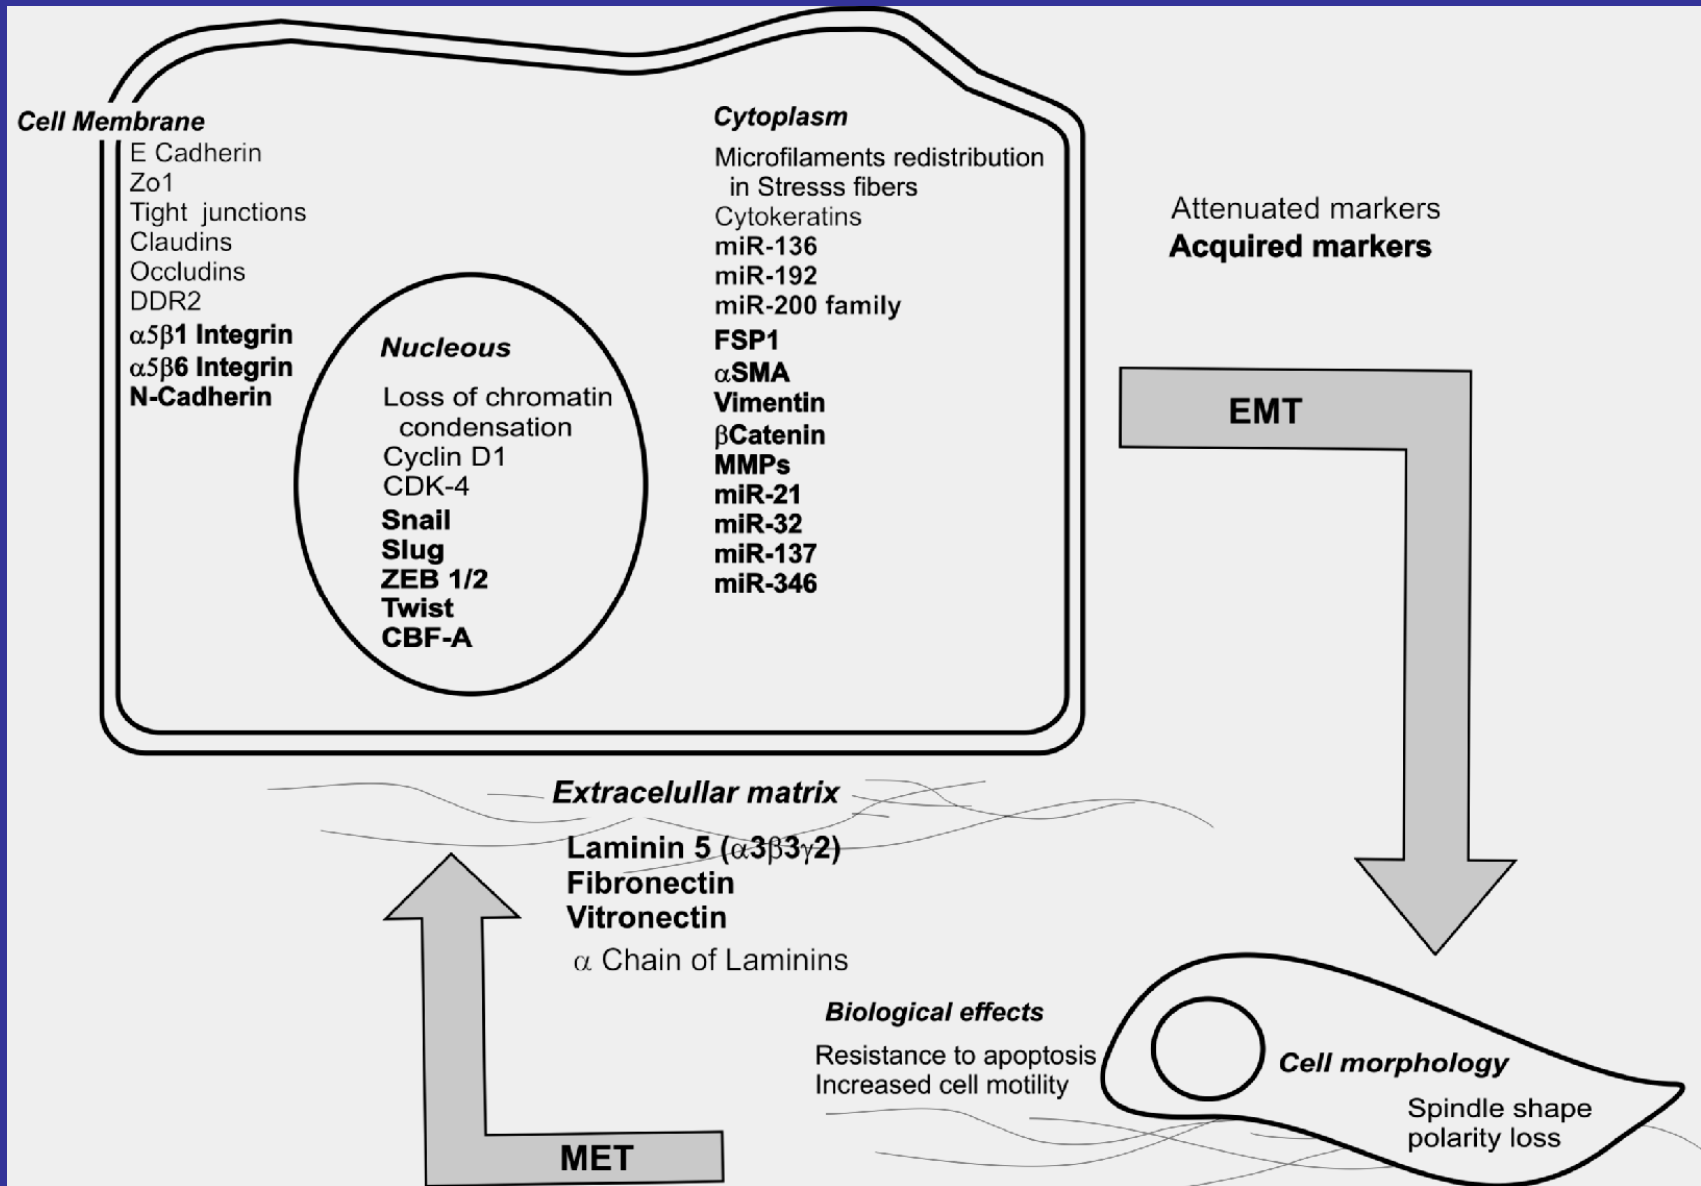 Cell Membrane
E Cadherin
Zo1
Tight junctions
Claudins
Occludins
DDR2
α5β1 Integrin
α5β6 Integrin
N-Cadherin
Nucleous
Loss of chromatin
condensation
Cyclin D1
CDK-4
Snail
Slug
ZEB 1/2
Twist
CBF-A
Cytoplasm
Microfilaments redistribution
in Stresss fibers
Cytokeratins
miR-136
miR-192
miR-200 family
FSP1
αSMA
Vimentin
βCatenin
MMPs
miR-21
miR-32
miR-137
miR-346
Attenuated markers
Acquired markers
EMT
Extracelullar matrix
Laminin 5 (α3β3γ2)
Fibronectin
Vitronectin
α Chain of Laminins
Biological effects
Resistance to apoptosis
Increased cell motility
Cell morphology
Spindle shape
polarity loss
MET